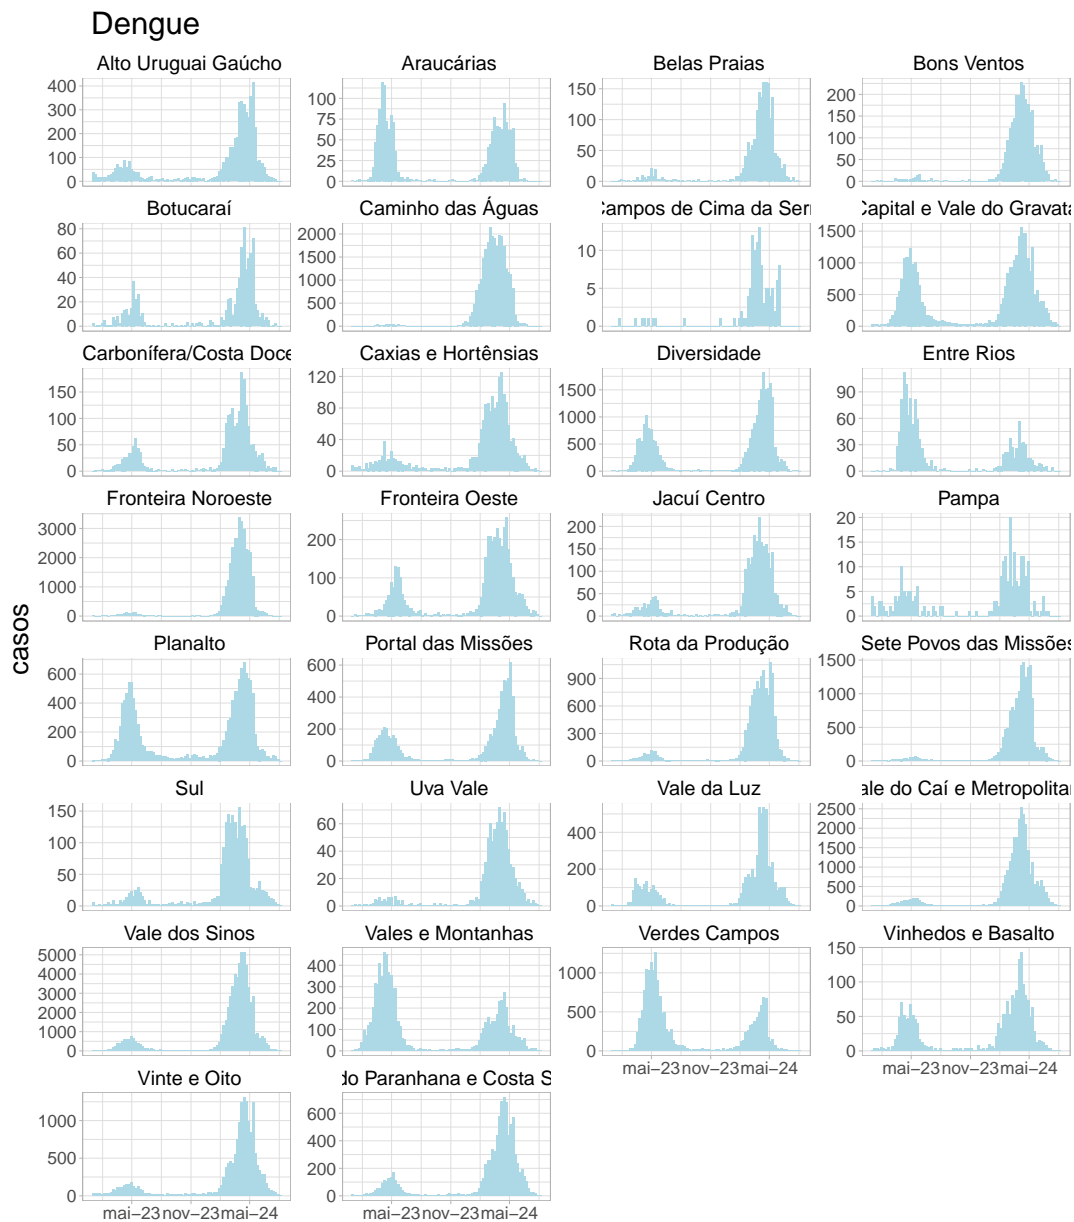 Dengue
Alto Uruguai Gaúcho Araucárias Belas Praias Bons Ventos
400 300 200 100 0
100 75 50 25 0
150 100 50 0
200 150 100 50 0
Botucaraí Caminho das Águas Campos de Cima da Serr Capital e Vale do Gravata
80 60 40 20 0
2000 1500 1000 500 0
10 5 0
1500 1000 500 0
Carbonífera/Costa Doce Caxias e Hortênsias Diversidade Entre Rios
150 100 50 0
120 80 40 0
1500 1000 500 0
90 60 30 0
Fronteira Noroeste Fronteira Oeste Jacuí Centro Pampa
3000 2000 1000 0
200 100 0
200 150 100 50 0
20 15 10 5 0
casos
Planalto Portal das Missões Rota da Produção Sete Povos das Missões
600 400 200 0
600 400 200 0
900 600 300 0
1500 1000 500 0
Sul Uva Vale Vale da Luz ale do Caí e Metropolitan
150 100 50 0
60 40 20 0
400 200 0
2500 2000 1500 1000 500 0
Vale dos Sinos Vales e Montanhas Verdes Campos Vinhedos e Basalto
5000 4000 3000 2000 1000 0
400 300 200 100 0
1000 500 0
150 100 50 0
mai–23 nov–23 mai–24 mai–23 nov–23 mai–24
Vinte e Oito do Paranhana e Costa S
1000 500 0
600 400 200 0
mai–23 nov–23 mai–24 mai–23 nov–23 mai–24